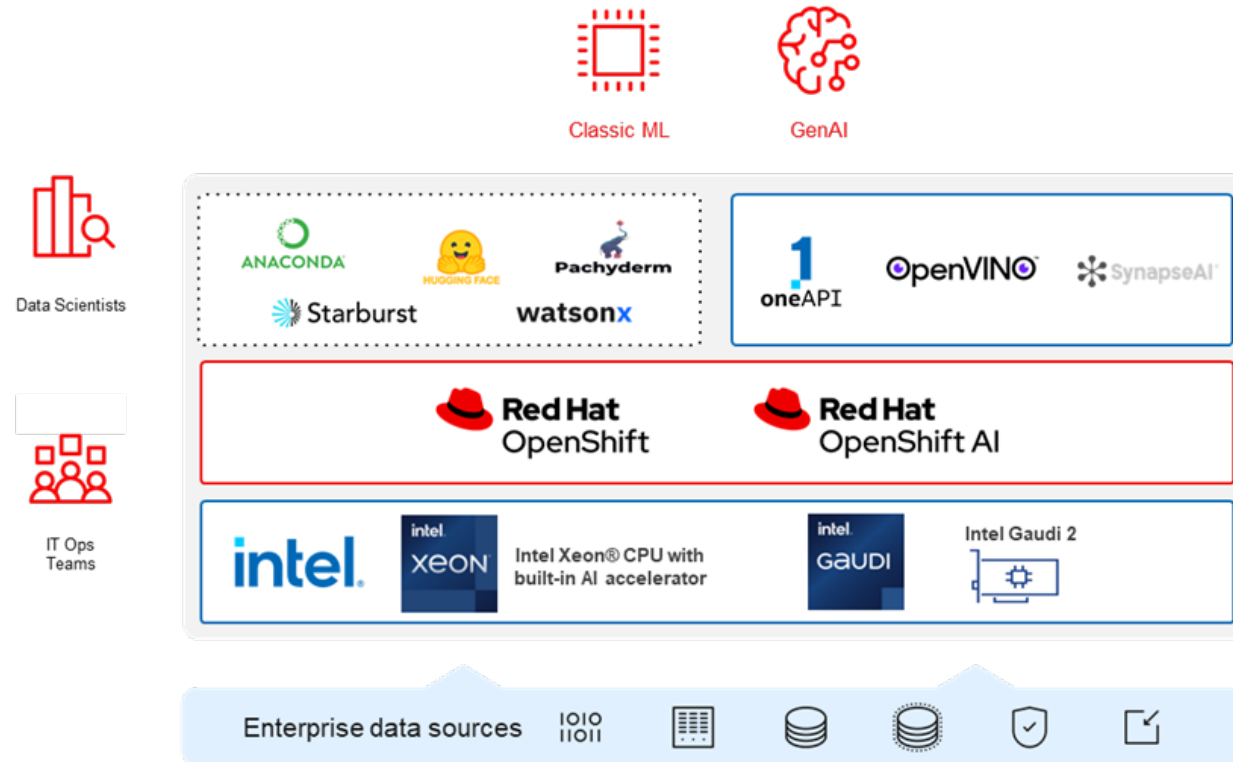 Classic ML
GenAI
Data Scientists
ANACONDA
HUGGING FACE
Pachyderm
Starburst
watsonx
oneAPI
OpenVINO
SynapseAI
Red Hat
OpenShift
Red Hat
OpenShift AI
IT Ops
Teams
intel.
intel.
xeon
Intel Xeon® CPU with
built-in AI accelerator
intel.
GAUDI
Intel Gaudi 2
Enterprise data sources
1010
11011